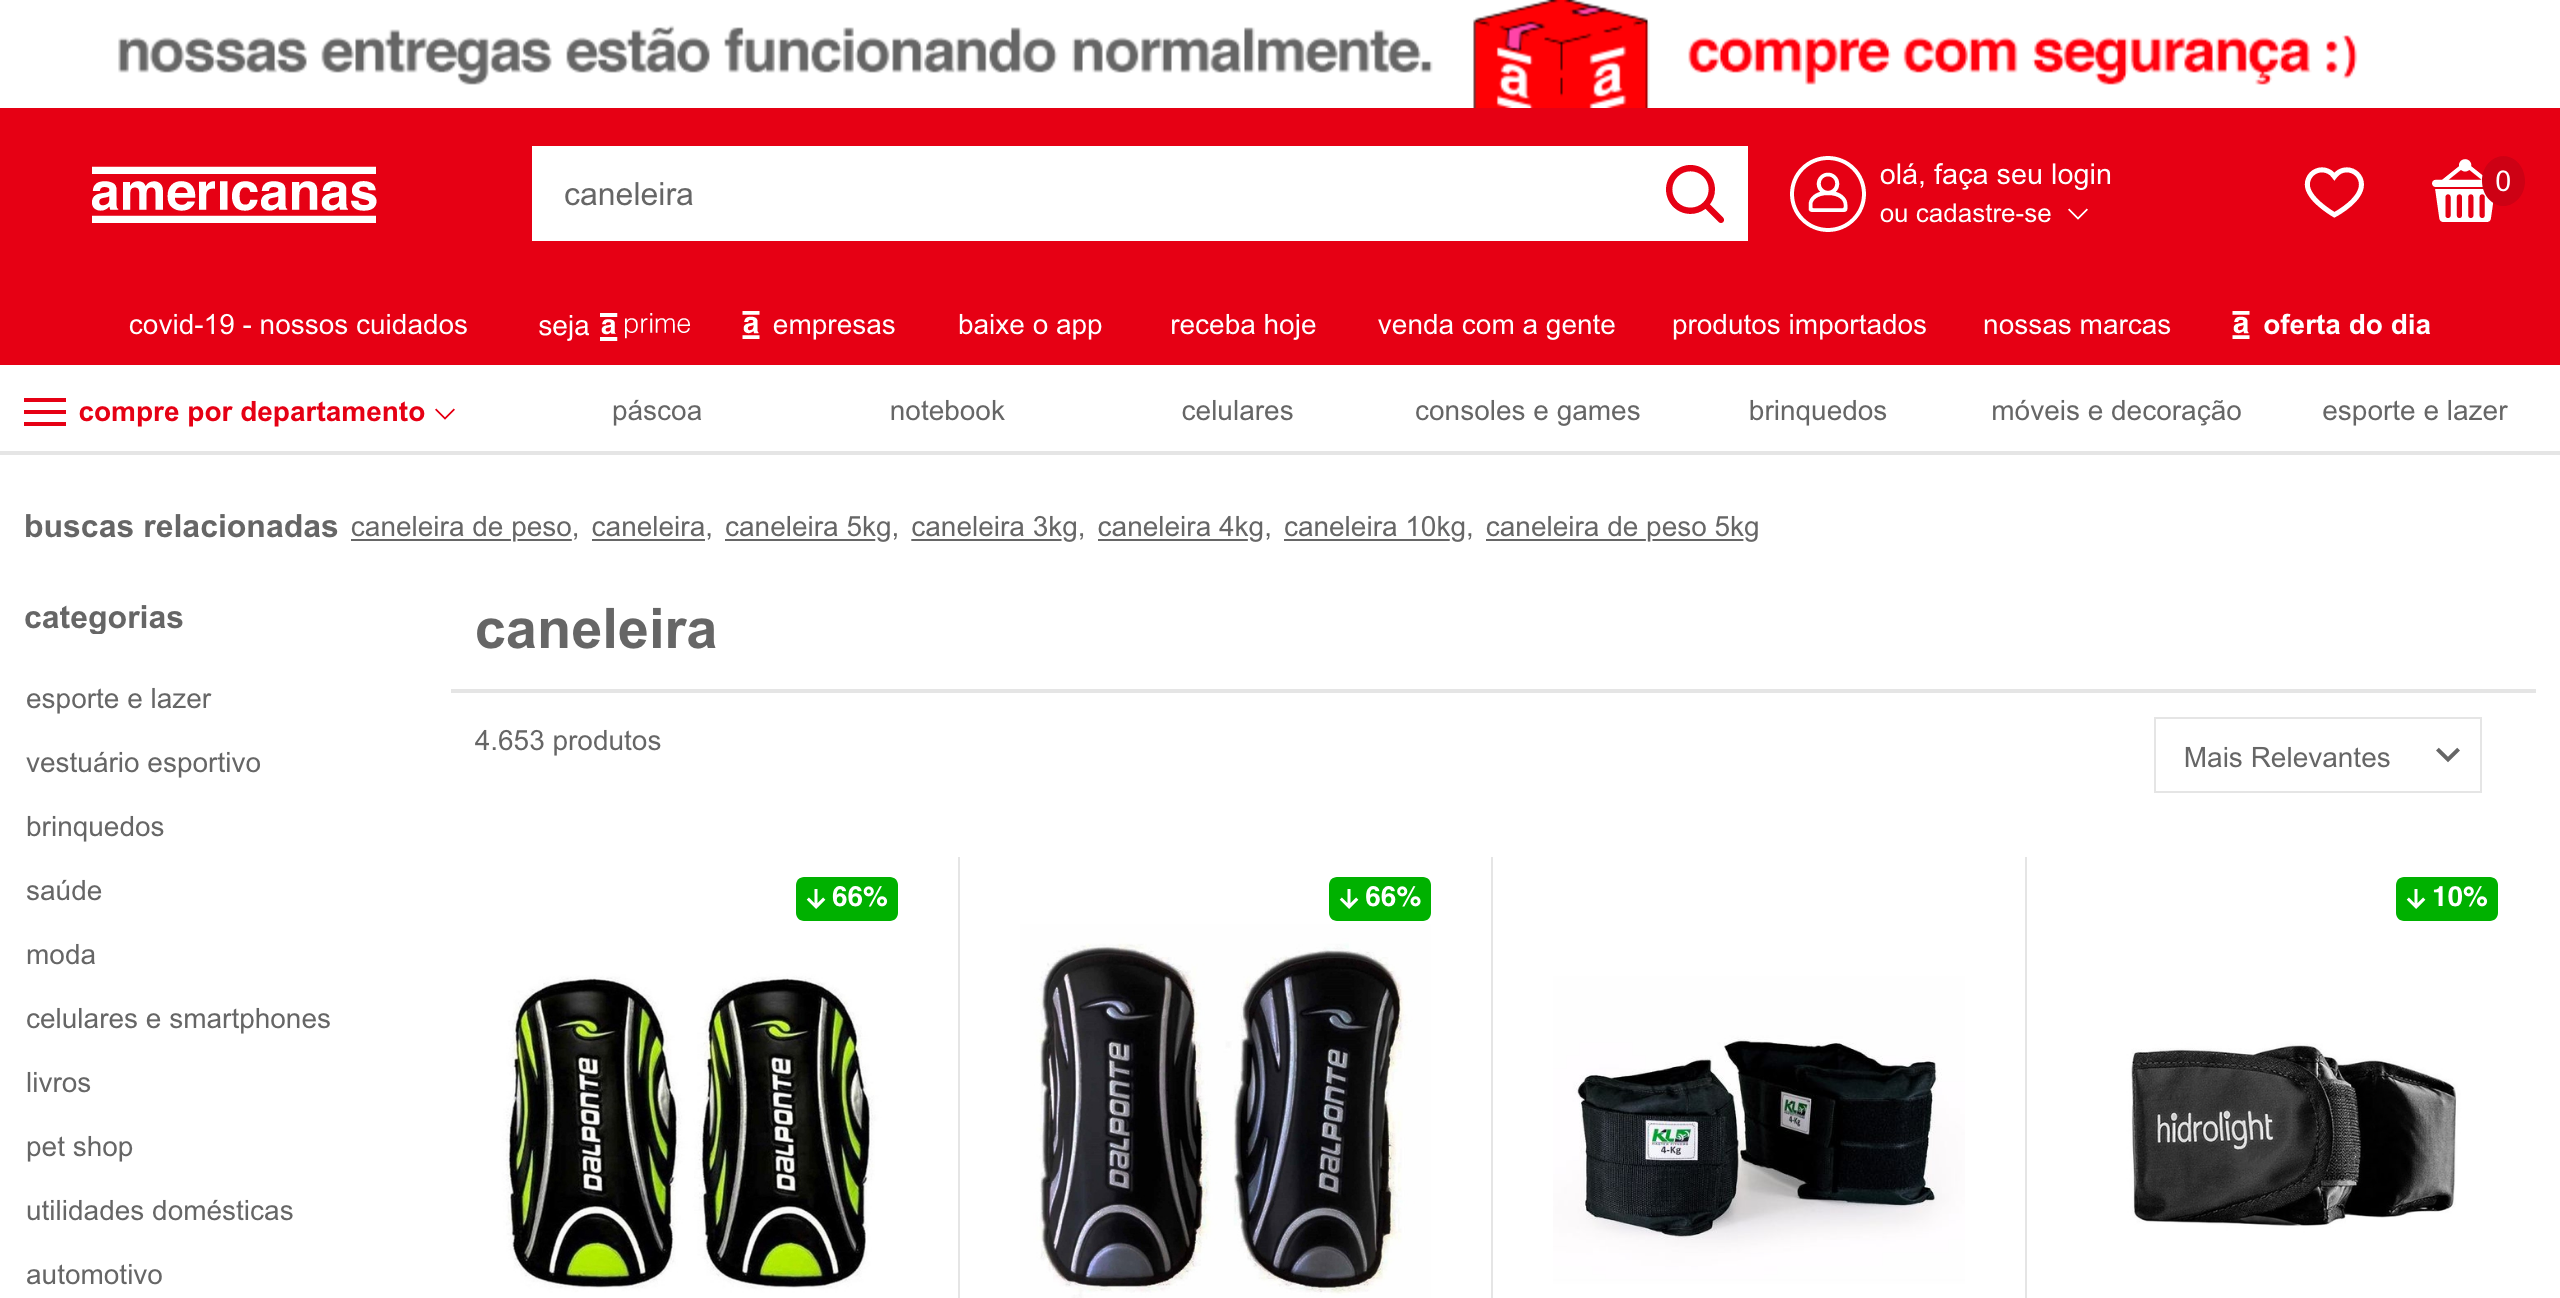 nossas entregas estão funcionando normalmente.
ā ā
compre com segurança :)
americanas
caneleira
olá, faça seu login
ou cadastre-se
0
covid-19 - nossos cuidados
seja a prime
a empresas
baixe o app
receba hoje
venda com a gente
produtos importados
nossas marcas
a oferta do dia
compre por departamento
páscoa
notebook
celulares
consoles e games
brinquedos
móveis e decoração
esporte e lazer
buscas relacionadas caneleira de peso, caneleira, caneleira 5kg, caneleira 3kg, caneleira 4kg, caneleira 10kg, caneleira de peso 5kg
categorias
esporte e lazer
vestuário esportivo
brinquedos
saúde
moda
celulares e smartphones
livros
pet shop
utilidades domésticas
automotivo
caneleira
4.653 produtos
Mais Relevantes
66%
DALPONTE
DALPONTE
66%
DALPONTE
DALPONTE
KL
4-Kg
KL
4-Kg
10%
hidrolight